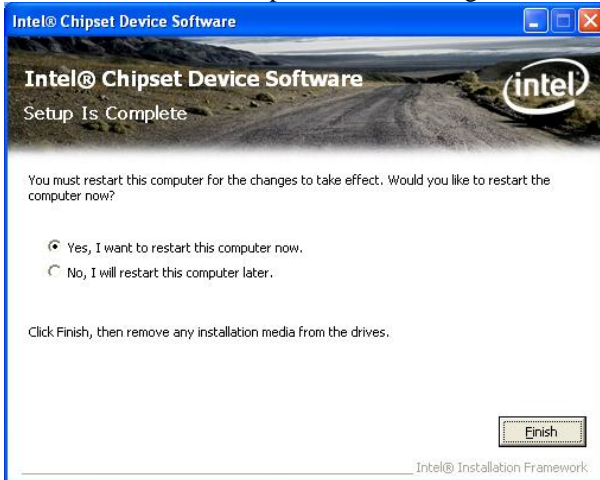 Intel® Chipset Device Software
Intel® Chipset Device Software
intel
Setup Is Complete
You must restart this computer for the changes to take effect. Would you like to restart the
computer now?
Yes, I want to restart this computer now.
No, I will restart this computer later.
Click Finish, then remove any installation media from the drives.
Finish
Intel® Installation Framework